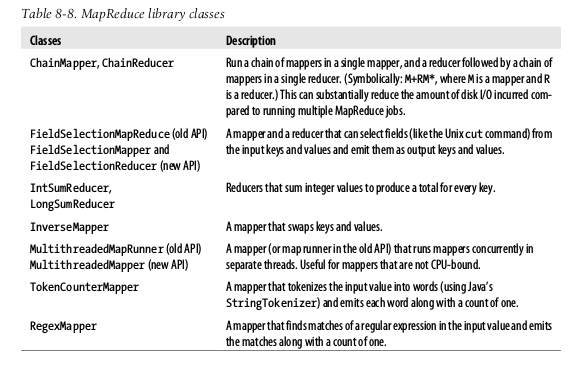 Table 8-8. MapReduce library classes
Classes Description
ChainMapper, ChainReducer Run a chain of mappers in a single mapper, and a reducer followed by a chain of
mappers in a single reducer. (Symbolically: M+RM*, where M is a mapper and R
is a reducer.) This can substantially reduce the amount of disk I/O incurred com-
pared to running multiple MapReduce jobs.
FieldSelectionMapReduce (old API) A mapper and a reducer that can select fields (like the Unix cut command) from
FieldSelectionMapper and the input keys and values and emit them as output keys and values.
FieldSelectionReducer (new API)
IntSumReducer, Reducers that sum integer values to produce a total for every key.
LongSumReducer
InverseMapper A mapper that swaps keys and values.
MultithreadedMapRunner (old API) A mapper (or map runner in the old API) that runs mappers concurrently in
MultithreadedMapper (new API) separate threads. Useful for mappers that are not CPU-bound.
TokenCounterMapper A mapper that tokenizes the input value into words (using Java's
StringTokenizer) and emits each word along with a count of one.
RegexMapper A mapper that finds matches of a regular expression in the input value and emits
the matches along with a count of one.